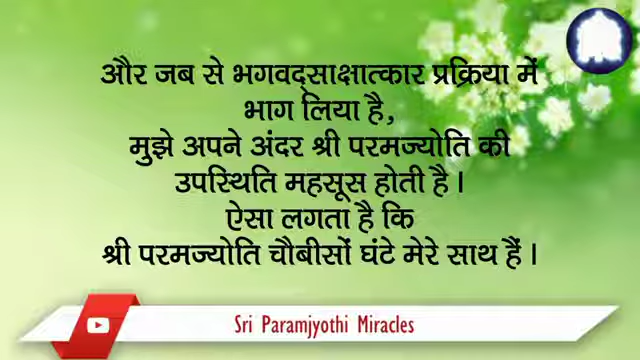 और जब से भगवद्साक्षात्कार प्रक्रिया में
भाग लिया है,
मुझे अपने अंदर श्री परमज्योति की
उपस्थिति महसूस होती है।
ऐसा लगता है कि
श्री परमज्योति चौबीसों घंटे मेरे साथ हैं।
Sri Paramjyothi Miracles